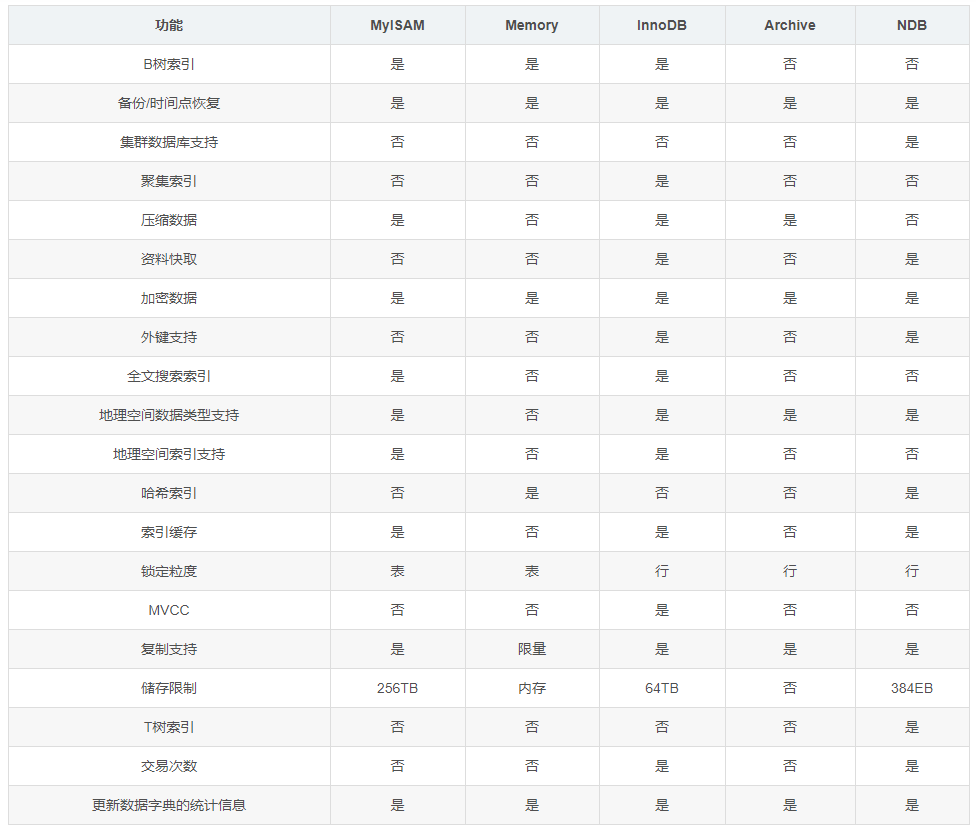 功能 MyISAM Memory InnoDB Archive NDB
B树索引 是 是 是 否 否
备份/时间点恢复 是 是 是 是 是
集群数据库支持 否 否 否 否 是
聚集索引 否 否 是 否 否
压缩数据 是 否 是 是 否
资料快取 否 否 是 否 是
加密数据 是 是 是 是 是
外键支持 否 否 是 否 是
全文搜索索引 是 否 是 否 否
地理空间数据类型支持 是 否 是 是 是
地理空间索引支持 是 否 是 否 否
哈希索引 否 是 否 否 是
索引缓存 是 否 是 否 是
锁定粒度 表 表 行 行 行
MVCC 否 否 是 否 否
复制支持 是 限量 是 是 是
储存限制 256TB 内存 64TB 否 384EB
T树索引 否 否 否 否 是
交易次数 否 否 是 否 是
更新数据字典的统计信息 是 是 是 是 是